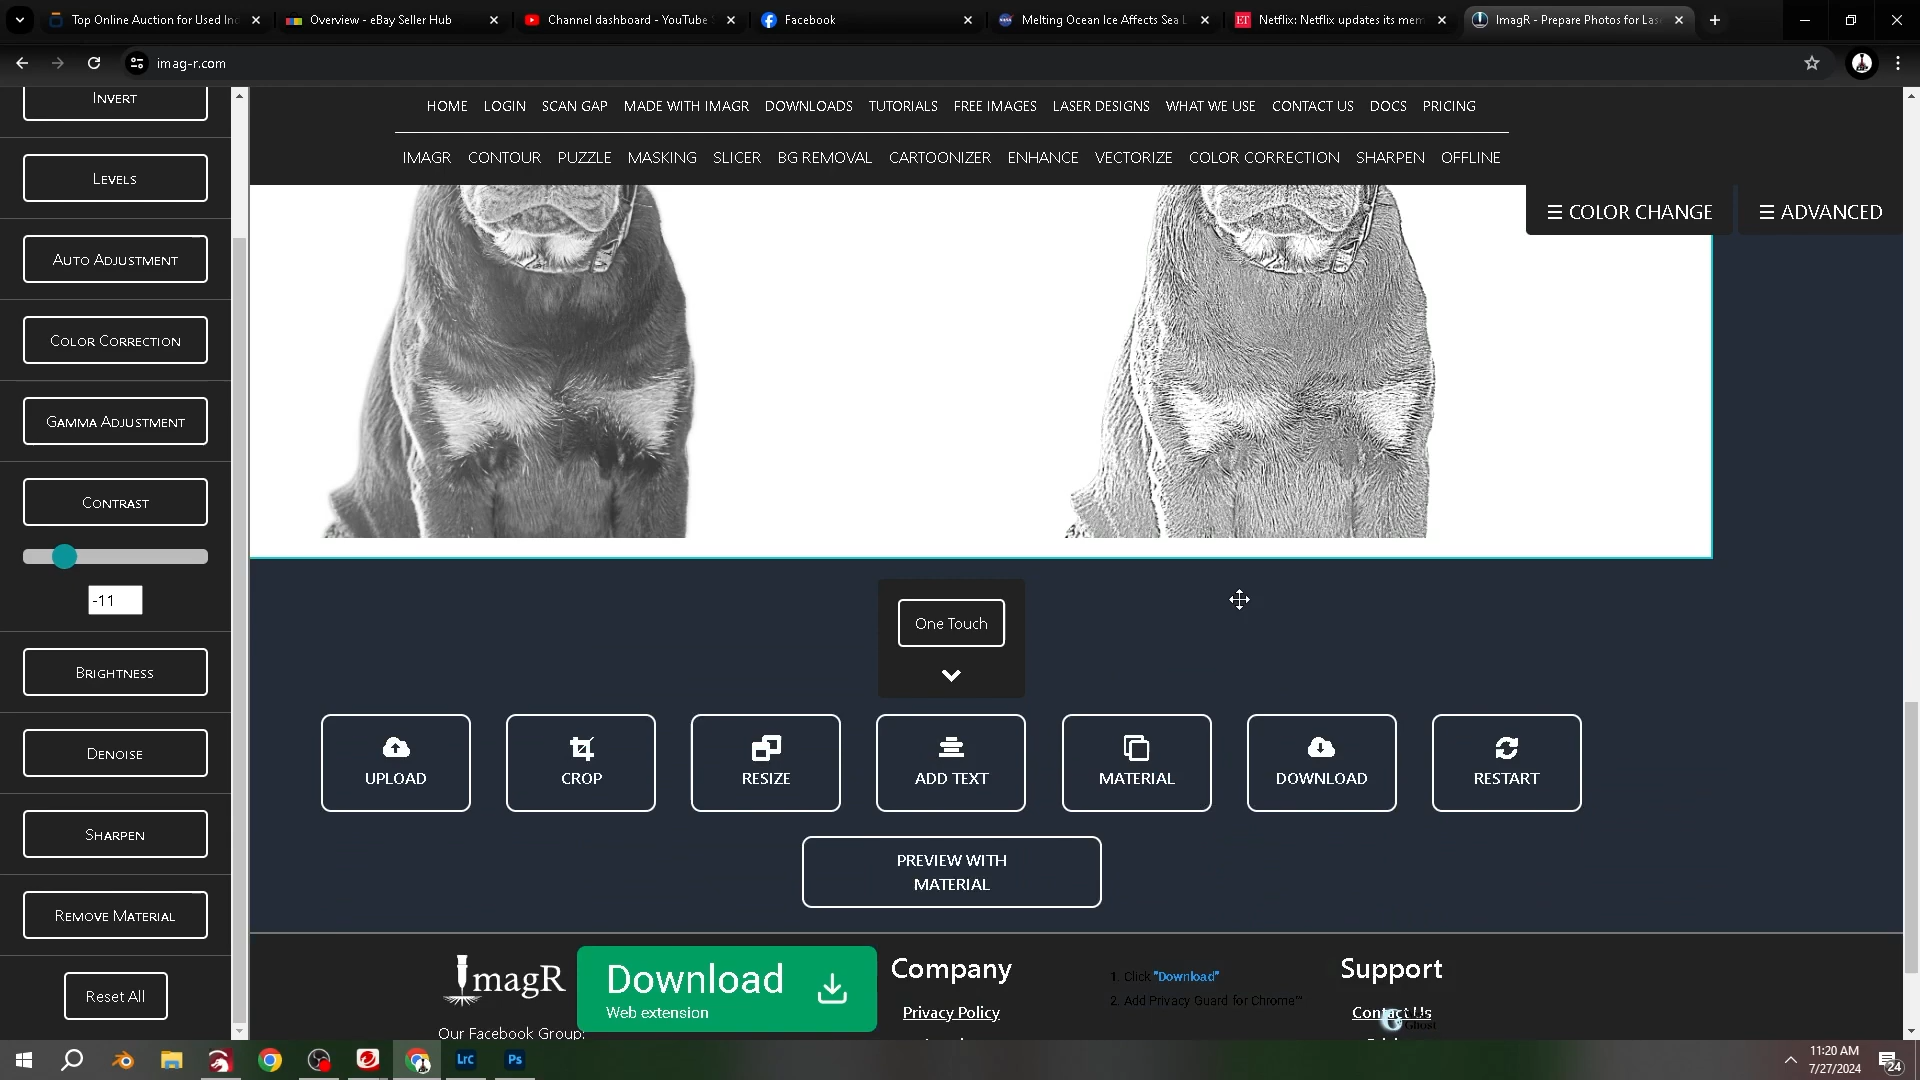 Top Online Auction for Used Ind
Overview - eBay Seller Hub
Channel dashboard - YouTube
Facebook
Melting Ocean Ice Affects Sea L
ET
Netflix: Netflix updates its mem
ImagR - Prepare Photos for Las
imag-r.com
HOME LOGIN SCAN GAP MADE WITH IMAGR DOWNLOADS TUTORIALS FREE IMAGES LASER DESIGNS WHAT WE USE CONTACT US DOCS PRICING
IMAGR CONTOUR PUZZLE MASKING SLICER BG REMOVAL CARTOONIZER ENHANCE VECTORIZE COLOR CORRECTION SHARPEN OFFLINE
COLOR CHANGE
ADVANCED
INVERT
LEVELS
AUTO ADJUSTMENT
COLOR CORRECTION
GAMMA ADJUSTMENT
CONTRAST
-11
BRIGHTNESS
DENOISE
SHARPEN
REMOVE MATERIAL
Reset All
One Touch
UPLOAD
CROP
RESIZE
ADD TEXT
MATERIAL
DOWNLOAD
RESTART
PREVIEW WITH
MATERIAL
ImagR
Our Facebook Group:
Download
Web extension
Company
Privacy Policy
1. Click "Download"
2. Add Privacy Guard for Chrome™
Support
Contact Us
Ghost
Lrc
Ps
11:20 AM
7/27/2024
24